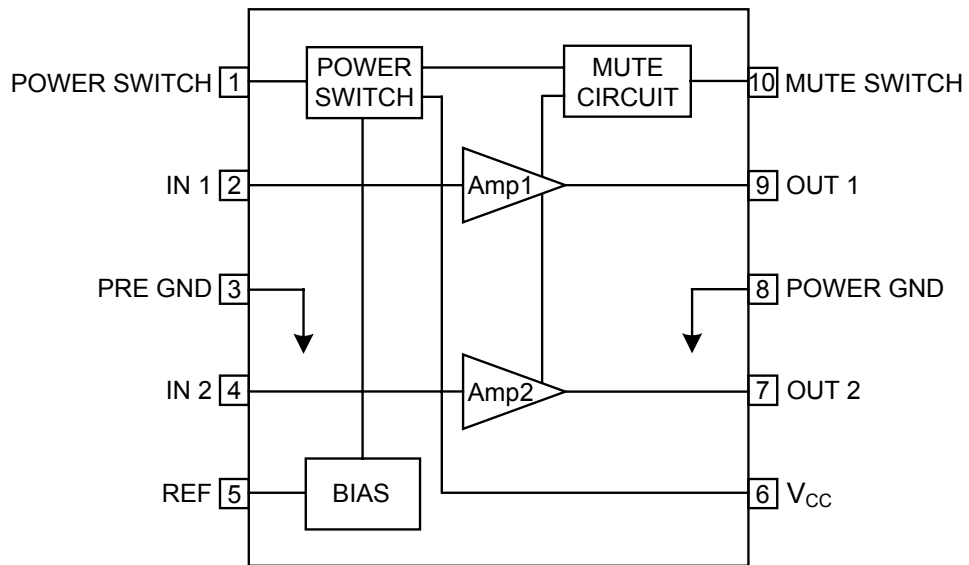 POWER SWITCH 1
POWER
SWITCH
MUTE
CIRCUIT
10 MUTE SWITCH
IN 1 2
Amp1
9 OUT 1
PRE GND 3
8 POWER GND
IN 2 4
Amp2
7 OUT 2
REF 5
BIAS
6 VCC